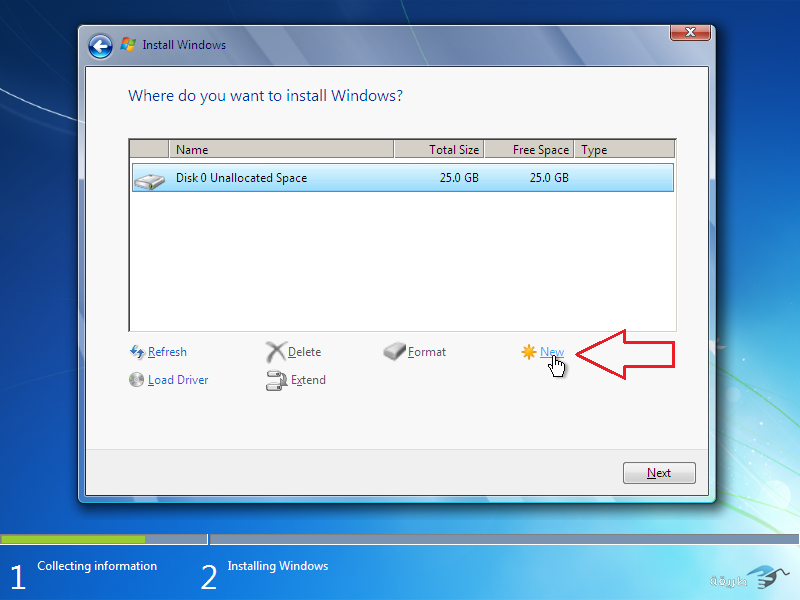 Install Windows
Where do you want to install Windows?
Name Total Size Free Space Type
Disk 0 Unallocated Space 25.0 GB 25.0 GB
Refresh Delete Format New
Load Driver Extend
Next
1 Collecting information 2 Installing Windows